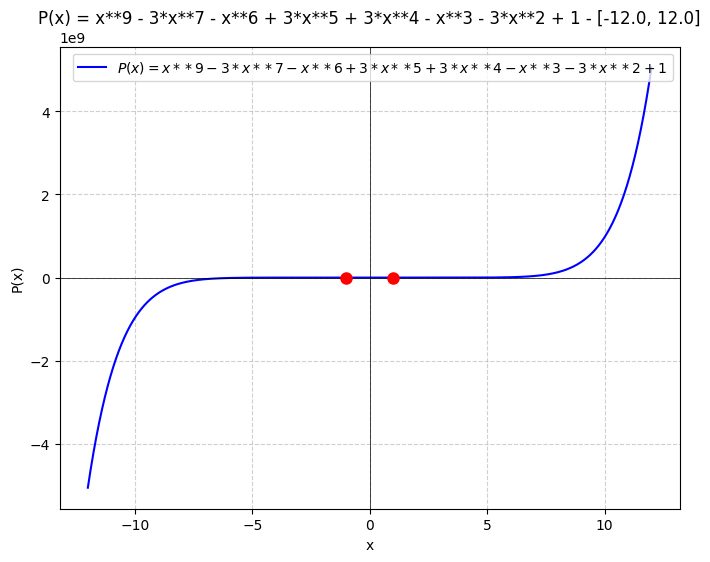 P(x) = x**9 - 3*x**7 - x**6 + 3*x**5 + 3*x**4 - x**3 - 3*x**2 + 1 - [-12.0, 12.0]
1e9
P(x) = x * *9 − 3 * x * *7 − x * *6 + 3 * x * *5 + 3 * x * *4 − x * *3 − 3 * x * *2 + 1
4
2
0
−2
−4
P(x)
−10 −5 0 5 10
x